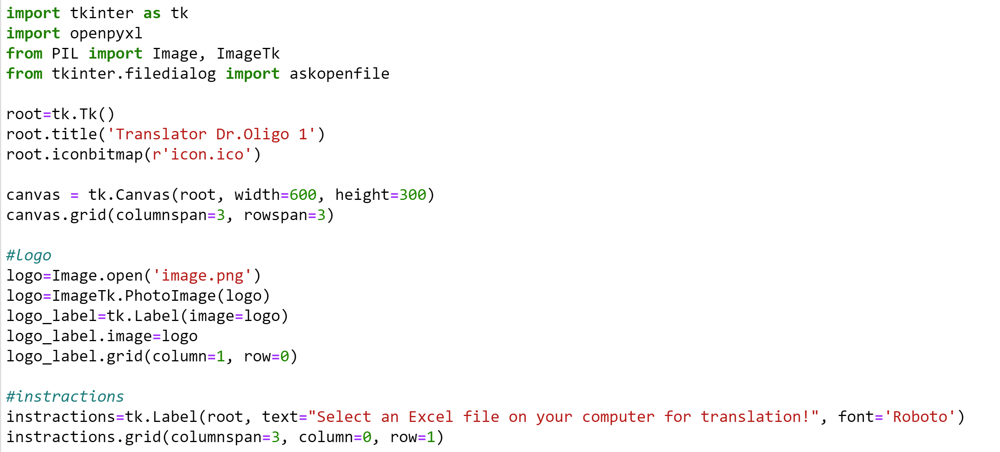 import tkinter as tk
import openpyxl
from PIL import Image, ImageTk
from tkinter.filedialog import askopenfile

root=tk.Tk()
root.title('Translator Dr.Oligo 1')
root.iconbitmap(r'icon.ico')

canvas = tk.Canvas(root, width=600, height=300)
canvas.grid(columnspan=3, rowspan=3)

#logo
logo=Image.open('image.png')
logo=ImageTk.PhotoImage(logo)
logo_label=tk.Label(image=logo)
logo_label.image=logo
logo_label.grid(column=1, row=0)

#instractions
instractions=tk.Label(root, text="Select an Excel file on your computer for translation!", font='Roboto')
instractions.grid(columnspan=3, column=0, row=1)